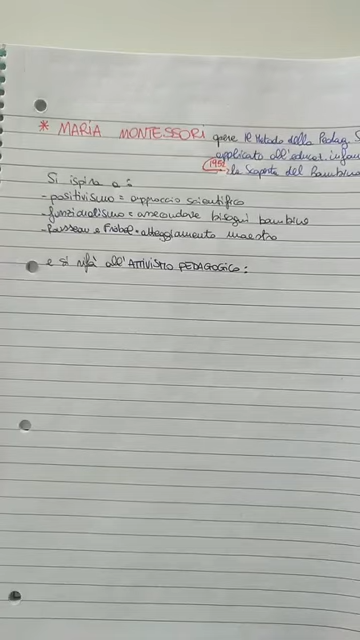 * MARIA MONTESSORI opere Il Metodo della Pedag. S
applicato all'educaz. infan
1950 → la Scoperta del Bambino
Si ispira a:
- positivismo = approccio scientifico
- funzionalismo = assecondare bisogni bambino
- Rousseau e Frobel = atteggiamento maestro
e si rifà all'ATTIVISMO PEDAGOGICO: